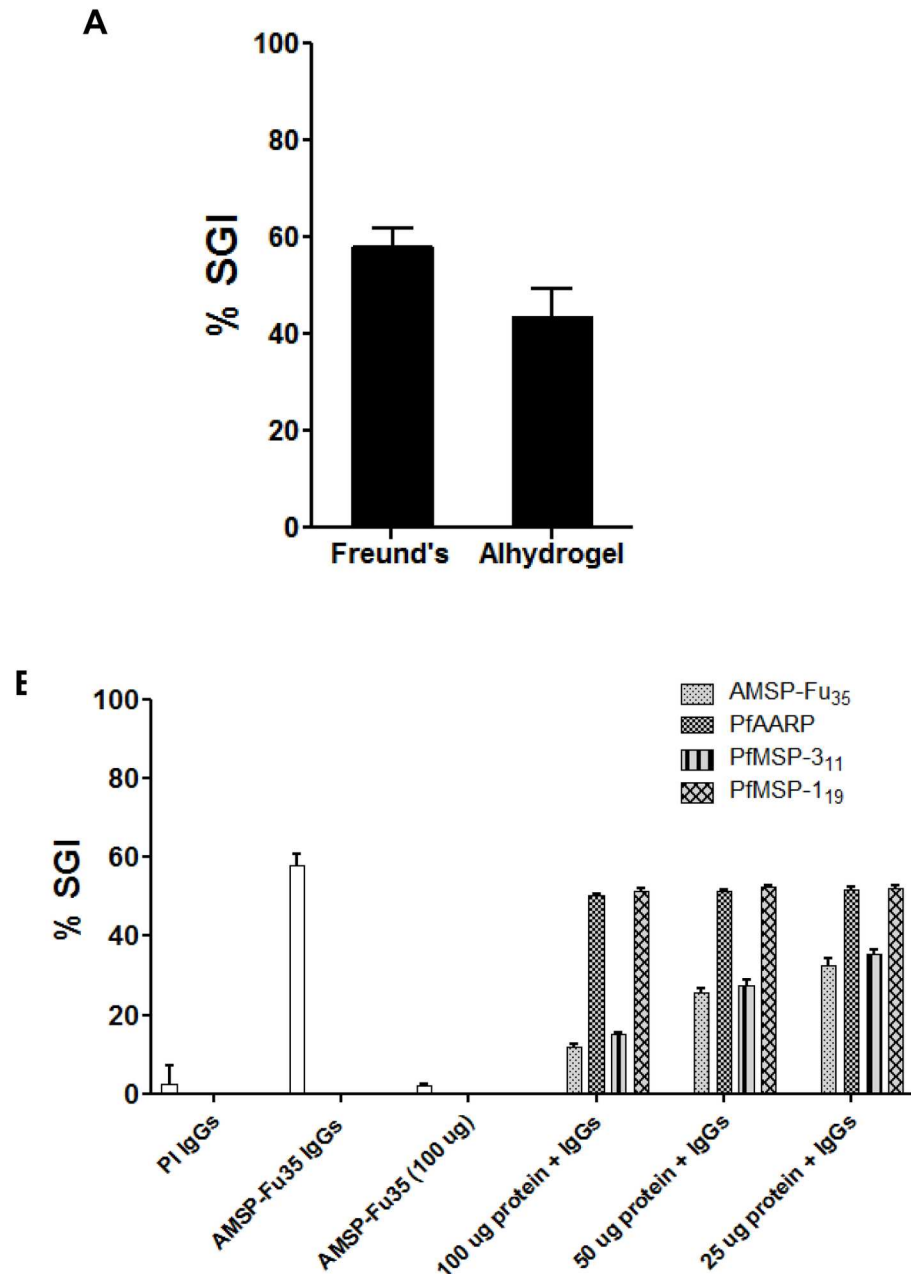 A
100
80
60
40
20
0
% SGI
Freund's Alhydrogel
100
80
60
40
20
0
% SGI
AMSP-Fu₃₅
PfAARP
PfMSP-3₁₁
PfMSP-1₁₉
PI IgGs
AMSP-Fu35 IgGs
AMSP-Fu35 (100 ug)
100 ug protein + IgGs
50 ug protein + IgGs
25 ug protein + IgGs